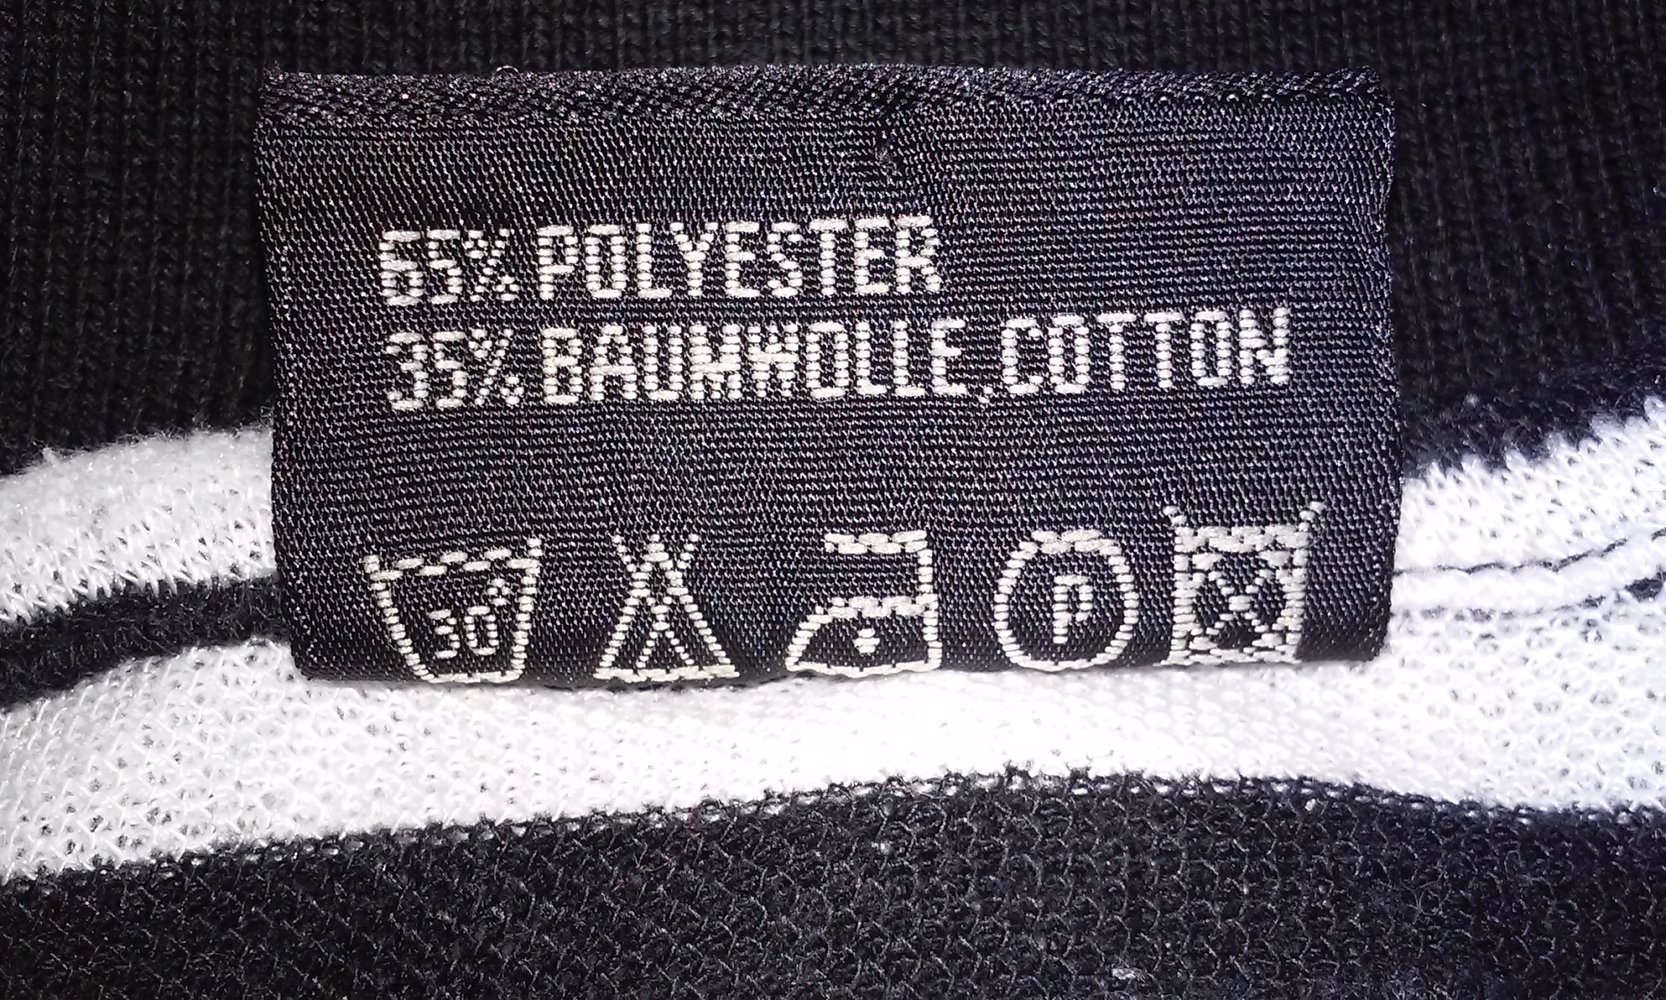 65% POLYESTER
35% BAUMWOLLE,COTTON
30° P